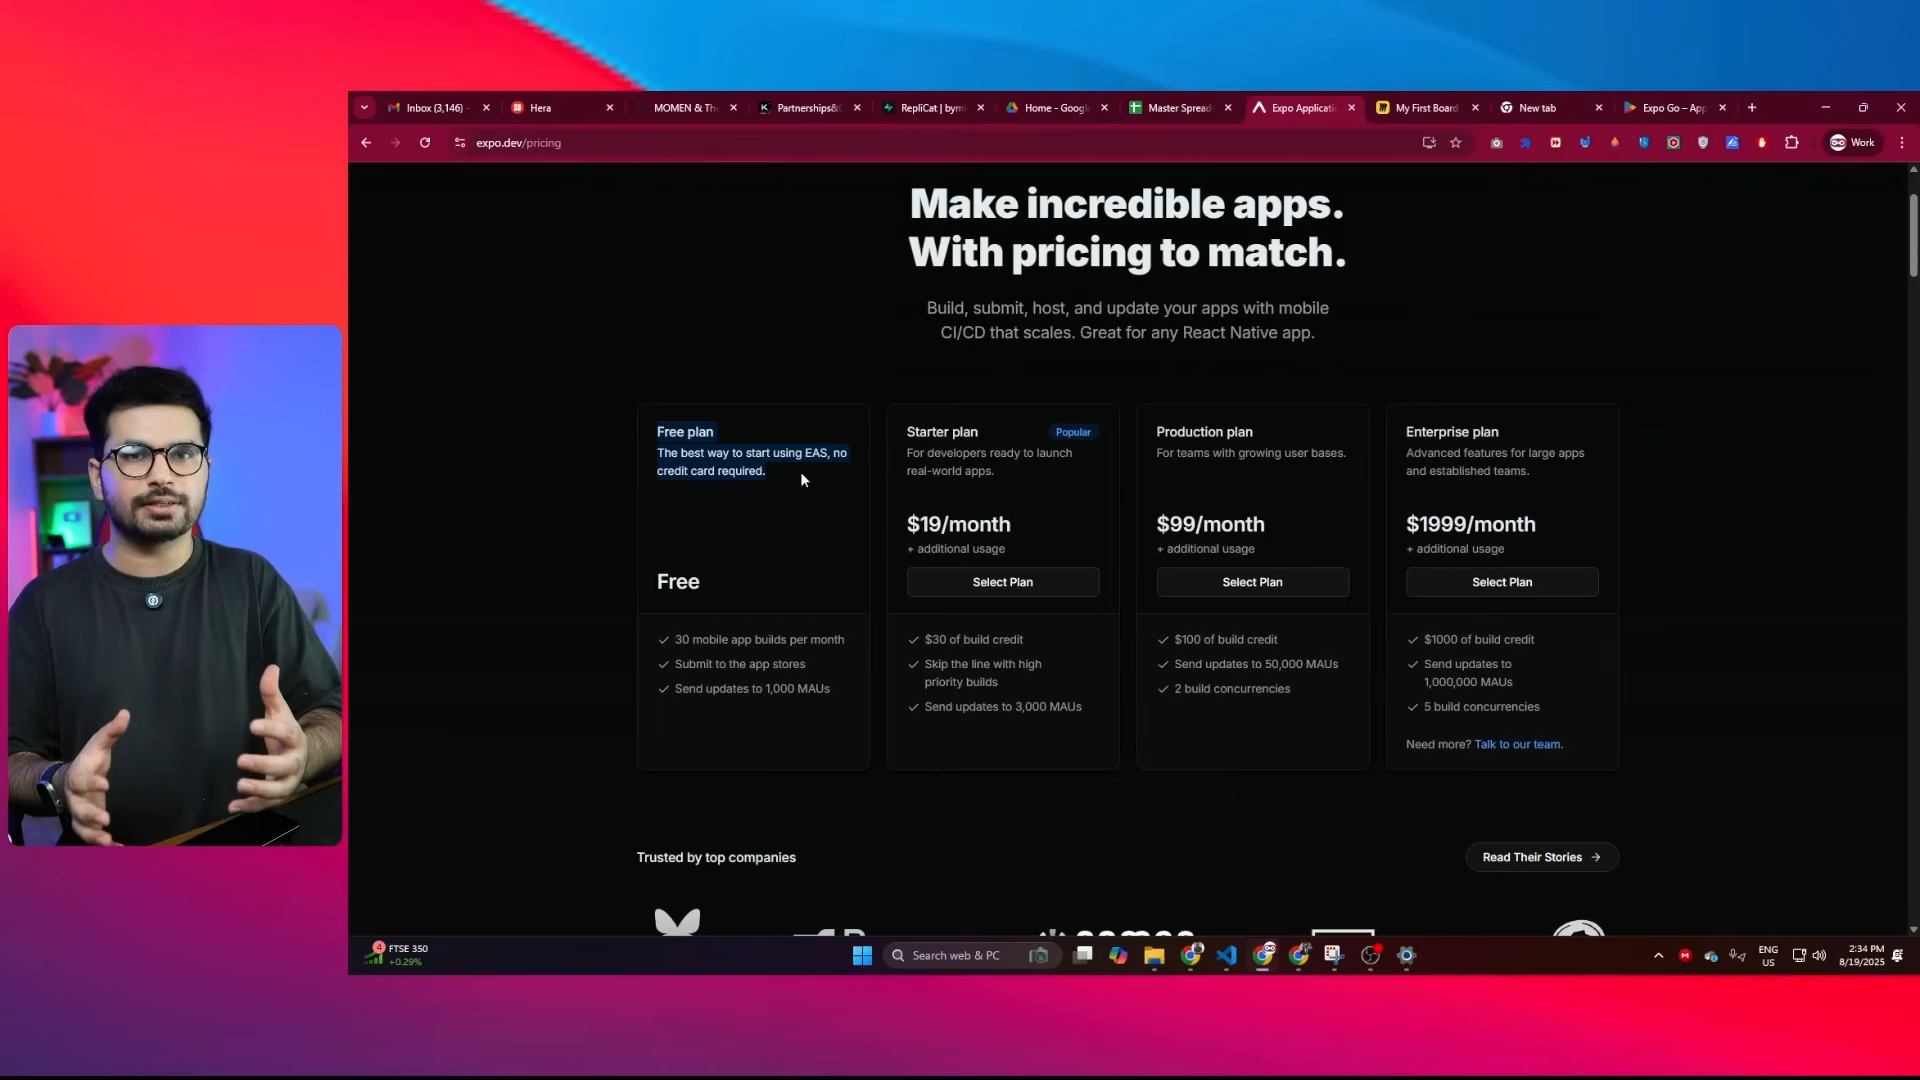 Inbox (3,146) -
Hera
MOMEN & Th
Partnerships&C
RepliCat | bym
Home - Google
Master Spread
Expo Applicati
My First Board
New tab
Expo Go – App
expo.dev/pricing
Work
Make incredible apps.
With pricing to match.
Build, submit, host, and update your apps with mobile
CI/CD that scales. Great for any React Native app.
Free plan
The best way to start using EAS, no
credit card required.
Free
30 mobile app builds per month
Submit to the app stores
Send updates to 1,000 MAUs
Starter plan
Popular
For developers ready to launch
real-world apps.
$19/month
+ additional usage
Select Plan
$30 of build credit
Skip the line with high
priority builds
Send updates to 3,000 MAUs
Production plan
For teams with growing user bases.
$99/month
+ additional usage
Select Plan
$100 of build credit
Send updates to 50,000 MAUs
2 build concurrencies
Enterprise plan
Advanced features for large apps
and established teams.
$1999/month
+ additional usage
Select Plan
$1000 of build credit
Send updates to
1,000,000 MAUs
5 build concurrencies
Need more? Talk to our team.
Trusted by top companies
Read Their Stories
4
FTSE 350
+0.29%
Search web & PC
ENG
US
2:34 PM
8/19/2025